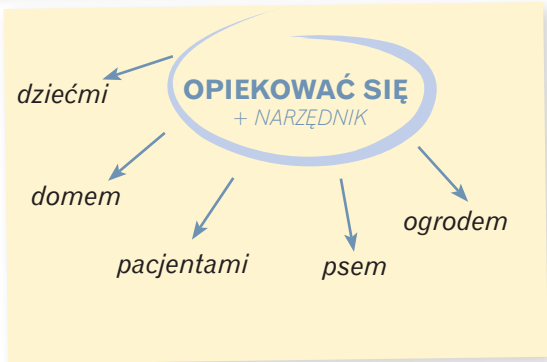 OPIEKOWAĆ SIĘ
+ NARZĘDNIK
dziećmi
domem
pacjentami
psem
ogrodem